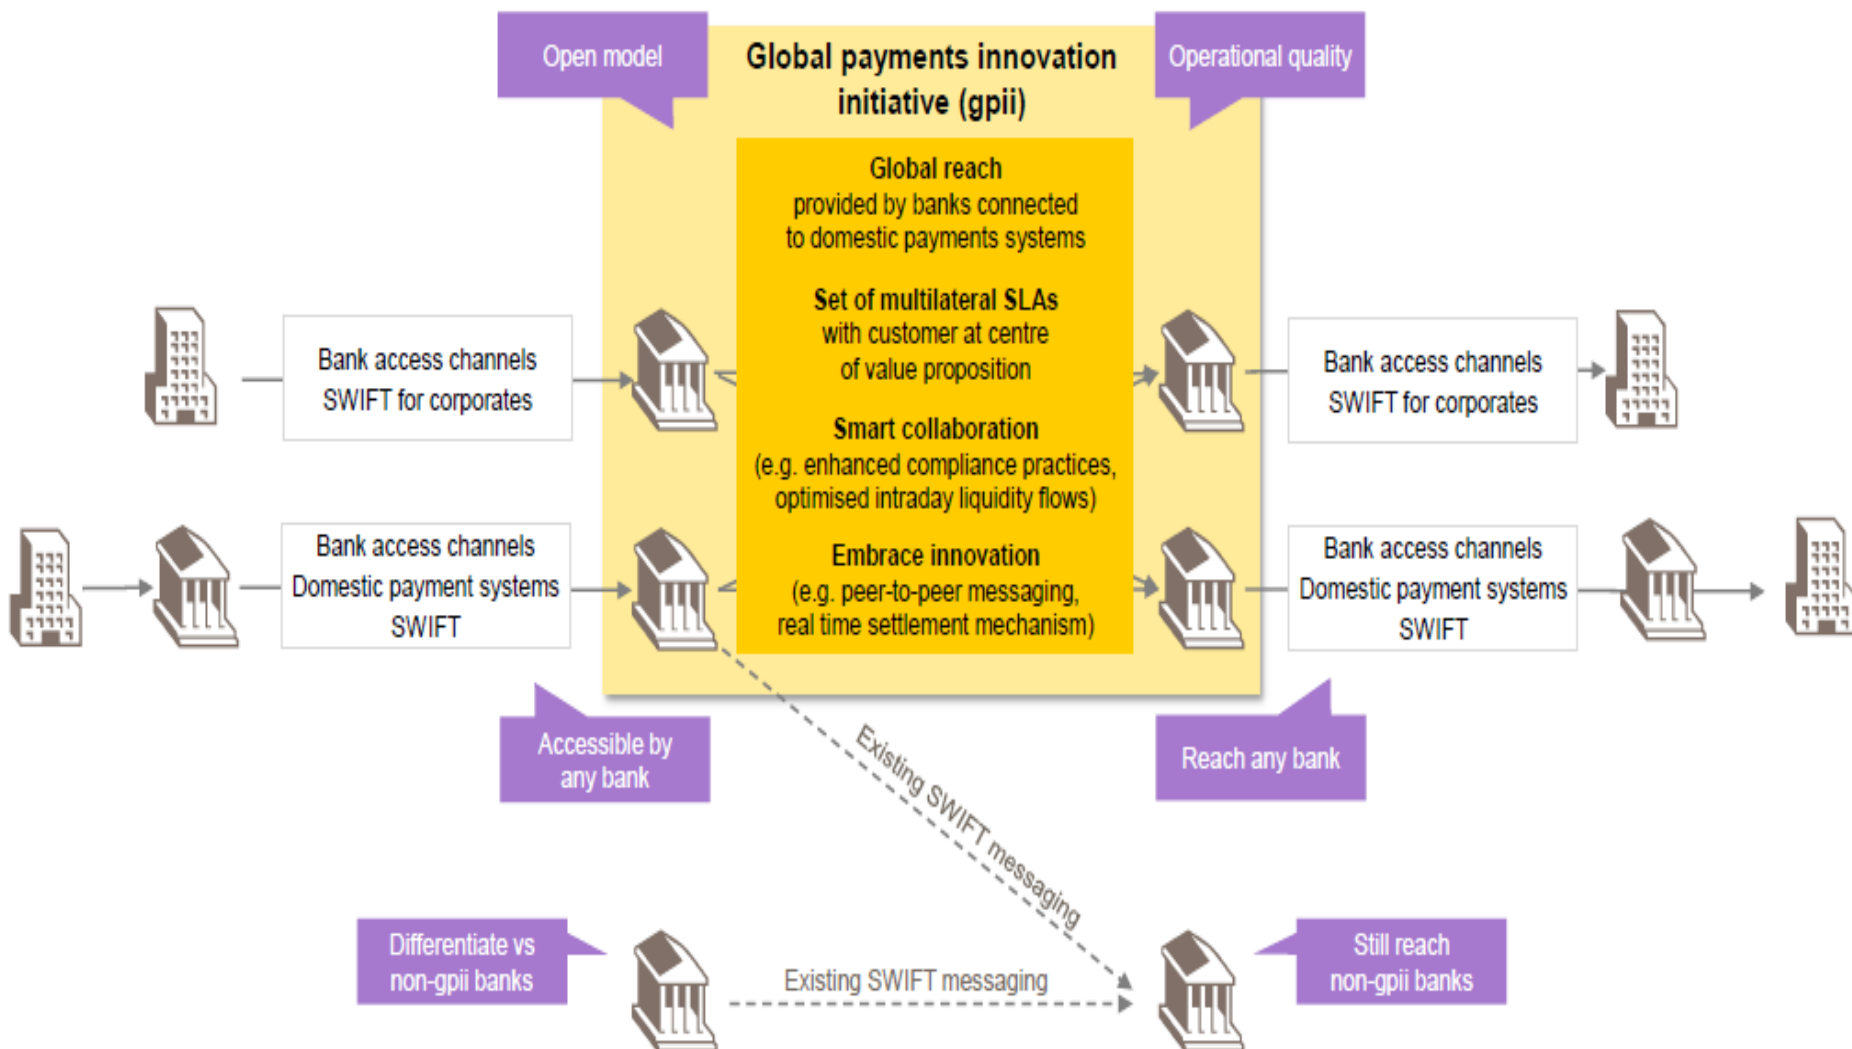 Open model
Global payments innovation
initiative (gpii)
Operational quality
Global reach
provided by banks connected
to domestic payments systems
Set of multilateral SLAs
with customer at centre
of value proposition
Smart collaboration
(e.g. enhanced compliance practices,
optimised intraday liquidity flows)
Embrace innovation
(e.g. peer-to-peer messaging,
real time settlement mechanism)
Bank access channels
SWIFT for corporates
Bank access channels
SWIFT for corporates
Bank access channels
Domestic payment systems
SWIFT
Bank access channels
Domestic payment systems
SWIFT
Accessible by
any bank
Reach any bank
Existing SWIFT messaging
Differentiate vs
non-gpii banks
Existing SWIFT messaging
Still reach
non-gpii banks